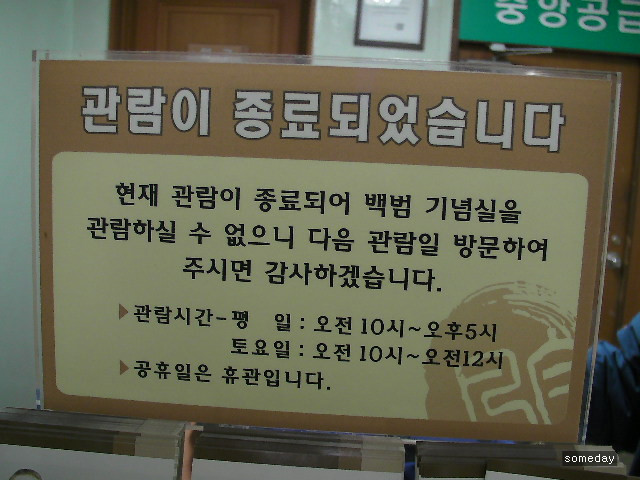 중앙공급
관람이 종료되었습니다
현재 관람이 종료되어 백범 기념실을
관람하실 수 없으니 다음 관람일 방문하여
주시면 감사하겠습니다.
관람시간-평 일 : 오전 10시~오후5시
토요일 : 오전 10시~오전12시
공휴일은 휴관입니다.
someday